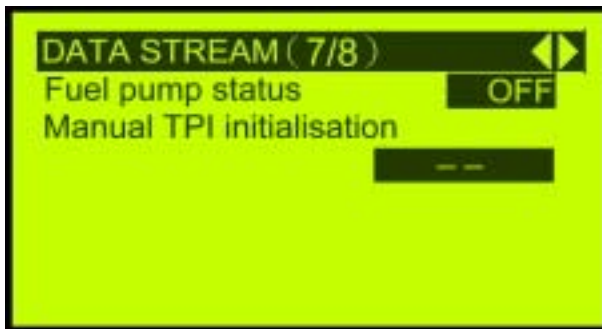 DATA STREAM(7/8)
Fuel pump status OFF
Manual TPI initialisation
– –